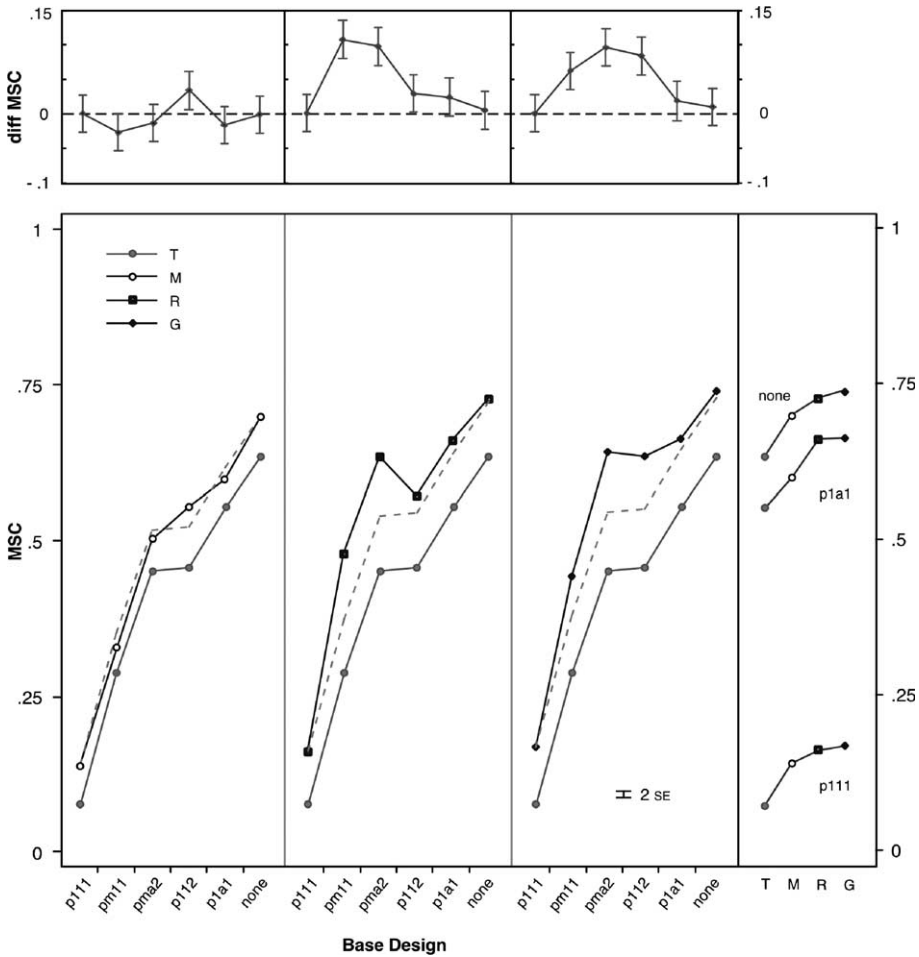 .15
diff MSC
0
- .1
.15
0
- .1
1
.75
.5
.25
0
MSC
T
M
R
G
2 SE
none
p1a1
p111
1
.75
.5
.25
0
p111 pm11 pma2 p112 p1a1 none
p111 pm11 pma2 p112 p1a1 none
p111 pm11 pma2 p112 p1a1 none
T M R G
Base Design